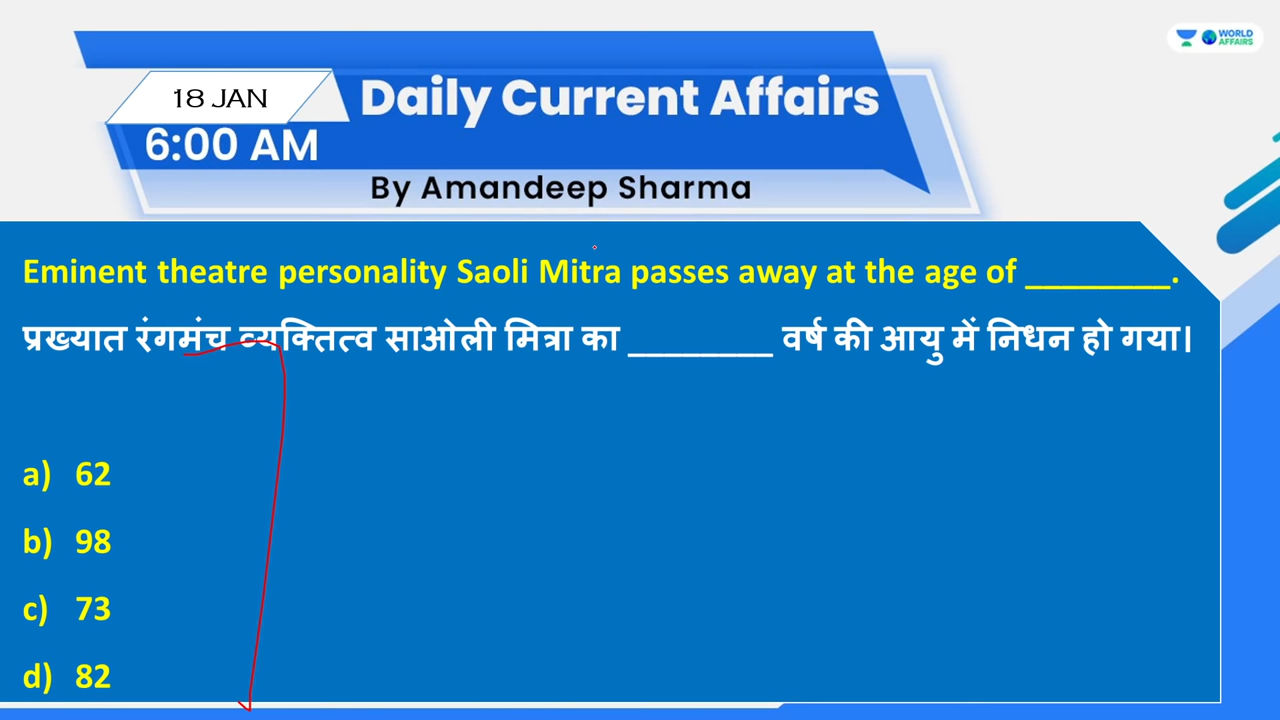 WORLD
AFFAIRS
18 JAN
Daily Current Affairs
6:00 AM
By Amandeep Sharma
Eminent theatre personality Saoli Mitra passes away at the age of ________.
प्रख्यात रंगमंच व्यक्तित्व साओली मित्रा का ________ वर्ष की आयु में निधन हो गया।
a) 62
b) 98
c) 73
d) 82